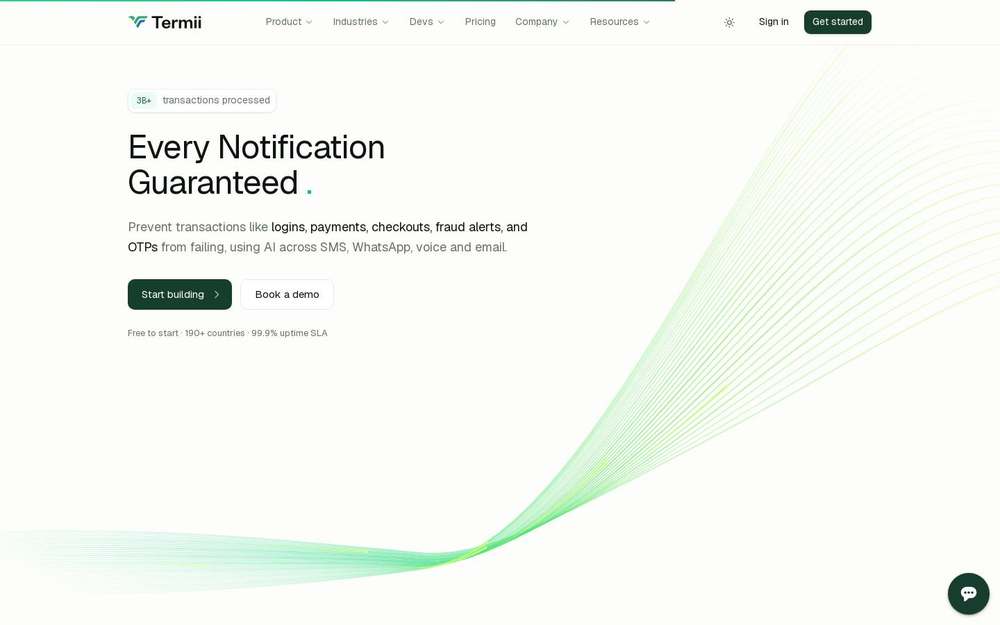 Termii
Product
Industries
Devs
Pricing
Company
Resources
Sign in
Get started
3B+ transactions processed
Every Notification
Guaranteed .
Prevent transactions like logins, payments, checkouts, fraud alerts, and
OTPs from failing, using AI across SMS, WhatsApp, voice and email.
Start building
Book a demo
Free to start · 190+ countries · 99.9% uptime SLA